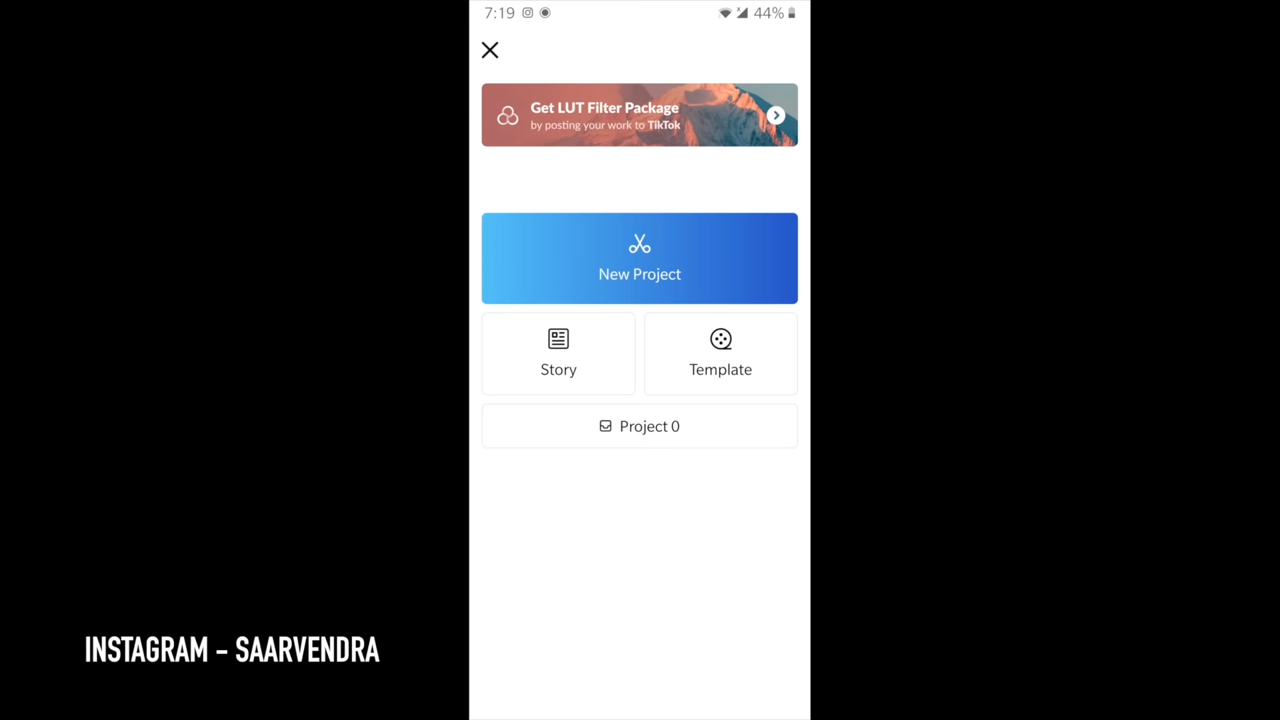 7:19 44%
Get LUT Filter Package
by posting your work to TikTok
New Project
Story Template
Project 0
INSTAGRAM - SAARVENDRA